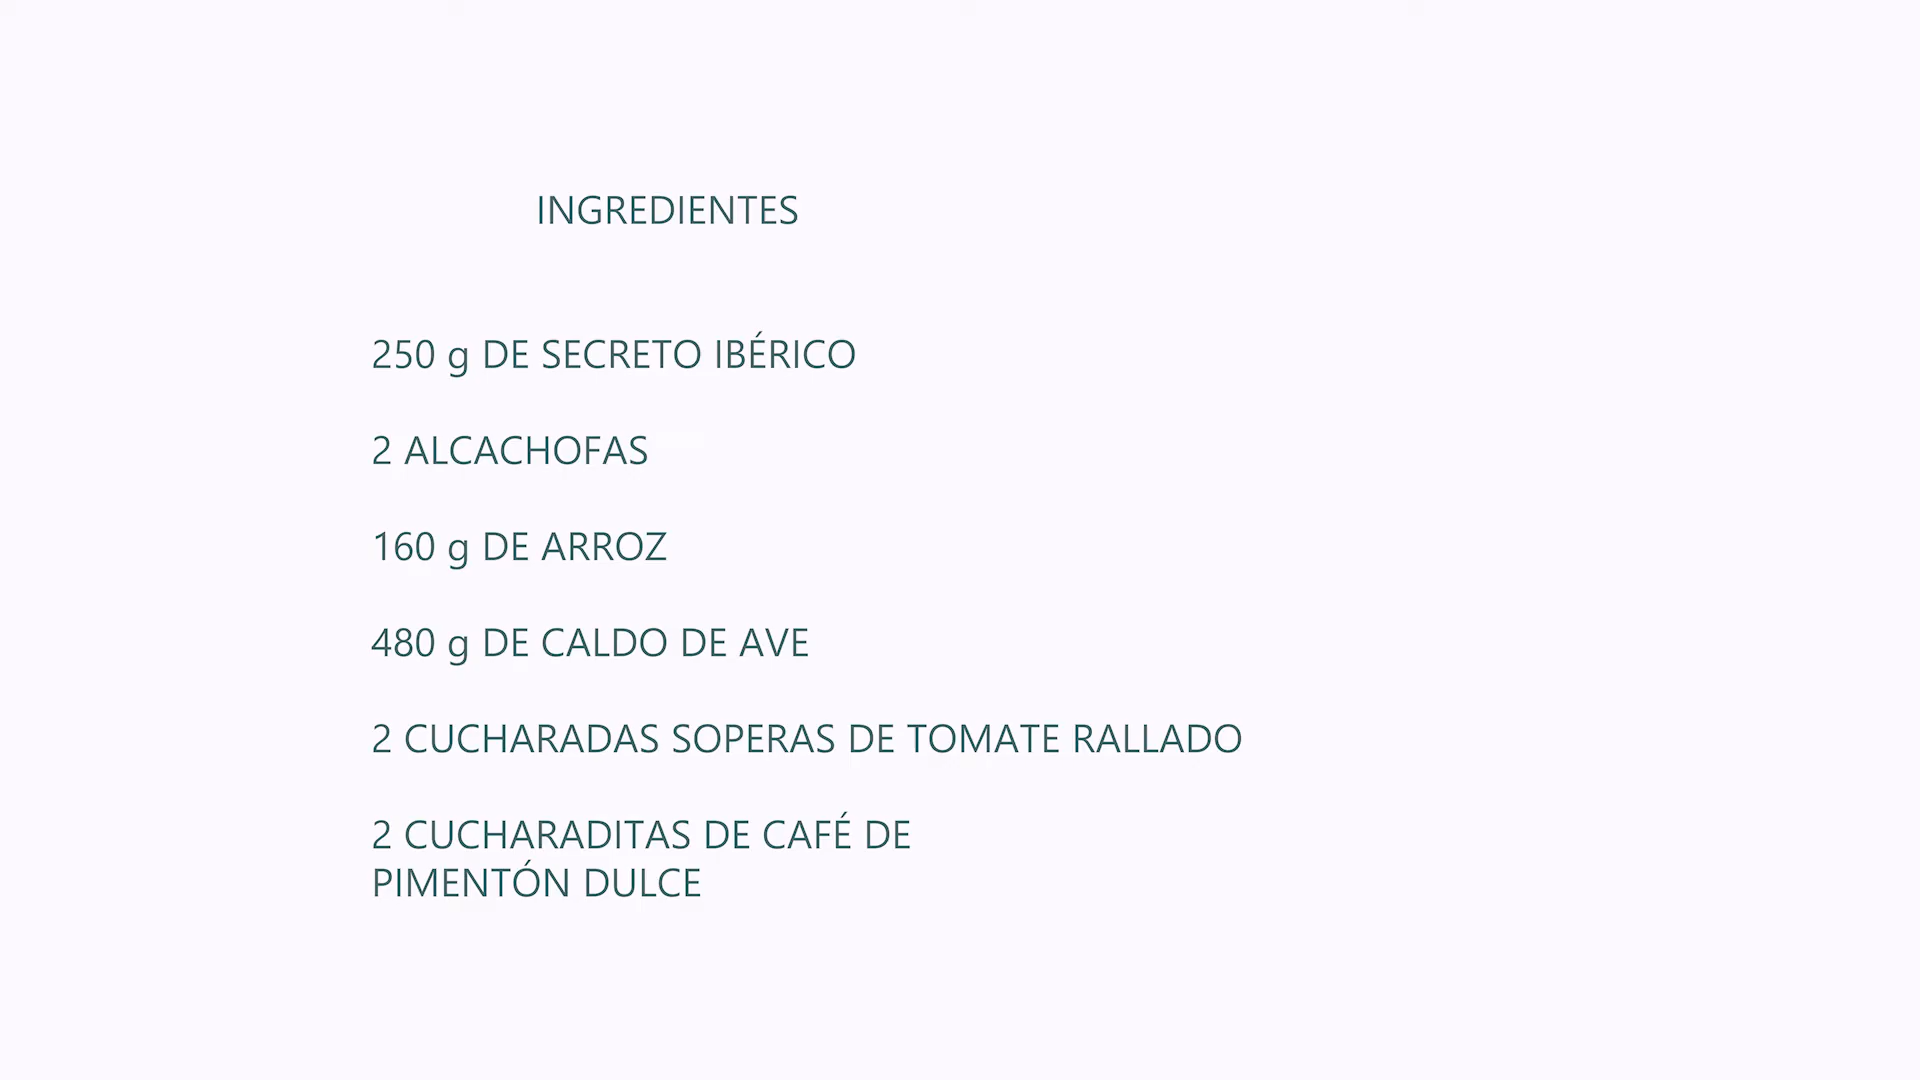 INGREDIENTES
250 g DE SECRETO IBÉRICO
2 ALCACHOFAS
160 g DE ARROZ
480 g DE CALDO DE AVE
2 CUCHARADAS SOPERAS DE TOMATE RALLADO
2 CUCHARADITAS DE CAFÉ DE
PIMENTÓN DULCE